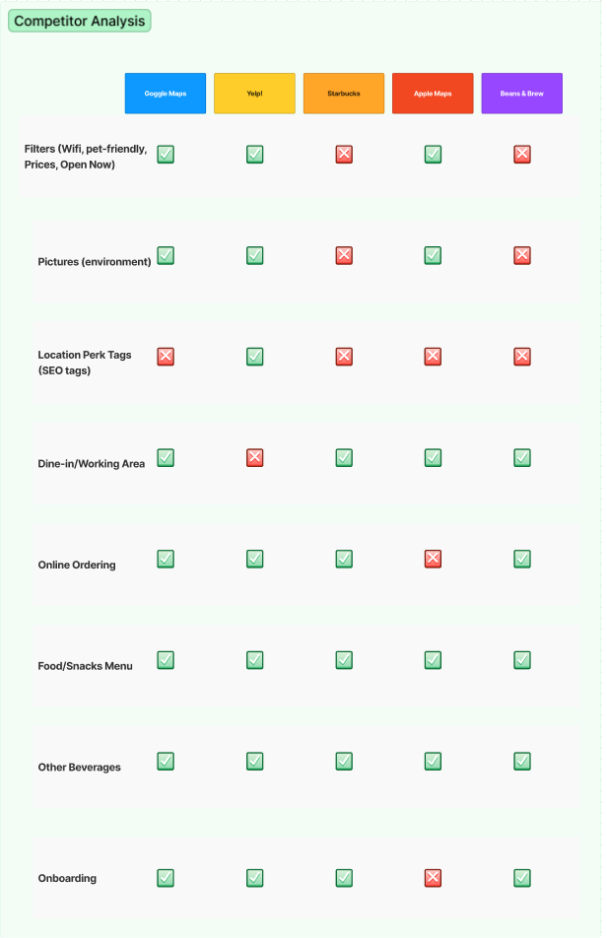 Competitor Analysis
Goggle Maps
Yelp!
Starbucks
Apple Maps
Beans & Brew
Filters (Wifi, pet-friendly,
Prices, Open Now)
Pictures (environment)
Location Perk Tags
(SEO tags)
Dine-in/Working Area
Online Ordering
Food/Snacks Menu
Other Beverages
Onboarding